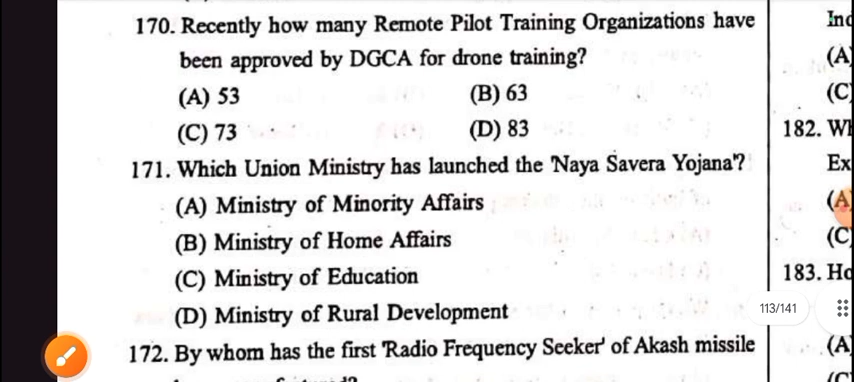 170. Recently how many Remote Pilot Training Organizations have
been approved by DGCA for drone training?
(A) 53 (B) 63
(C) 73 (D) 83
171. Which Union Ministry has launched the 'Naya Savera Yojana'?
(A) Ministry of Minority Affairs
(B) Ministry of Home Affairs
(C) Ministry of Education
(D) Ministry of Rural Development
172. By whom has the first 'Radio Frequency Seeker' of Akash missile
Ind
(A)
(C)
182. Wh
Ex
(A
(C)
183. Ho
113/141
(A)